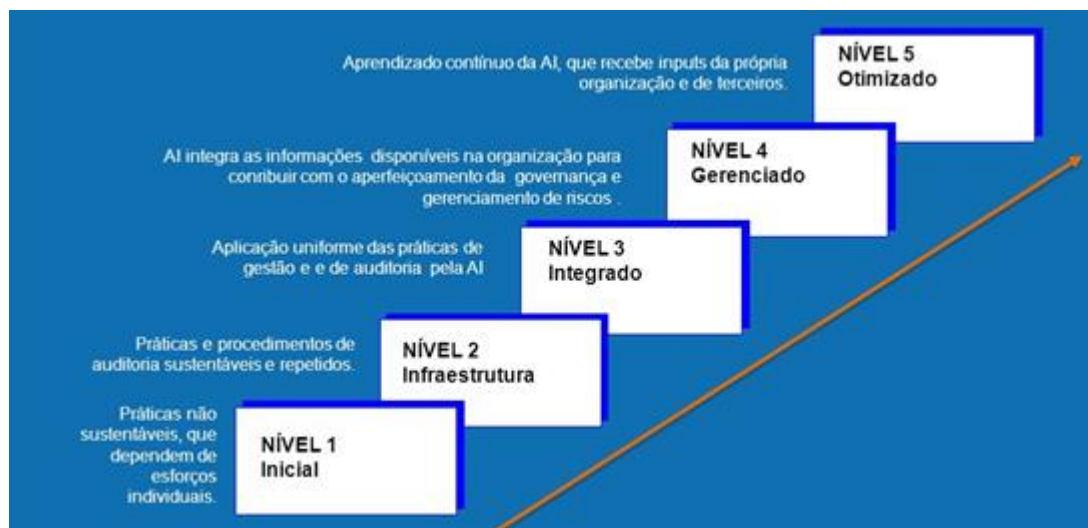 Aprendizado contínuo da AI, que recebe inputs da própria
organização e de terceiros.
NÍVEL 5
Otimizado
AI integra as informações disponíveis na organização para
conribuir com o aperfeiçoamento da governança e
gerenciamento de riscos .
NÍVEL 4
Gerenciado
Aplicação uniforme das práticas de
gestão e e de auditoria pela AI
NÍVEL 3
Integrado
Práticas e procedimentos de
auditoria sustentáveis e repetidos.
NÍVEL 2
Infraestrutura
Práticas não
sustentáveis, que
dependem de
esforços
individuais.
NÍVEL 1
Inicial